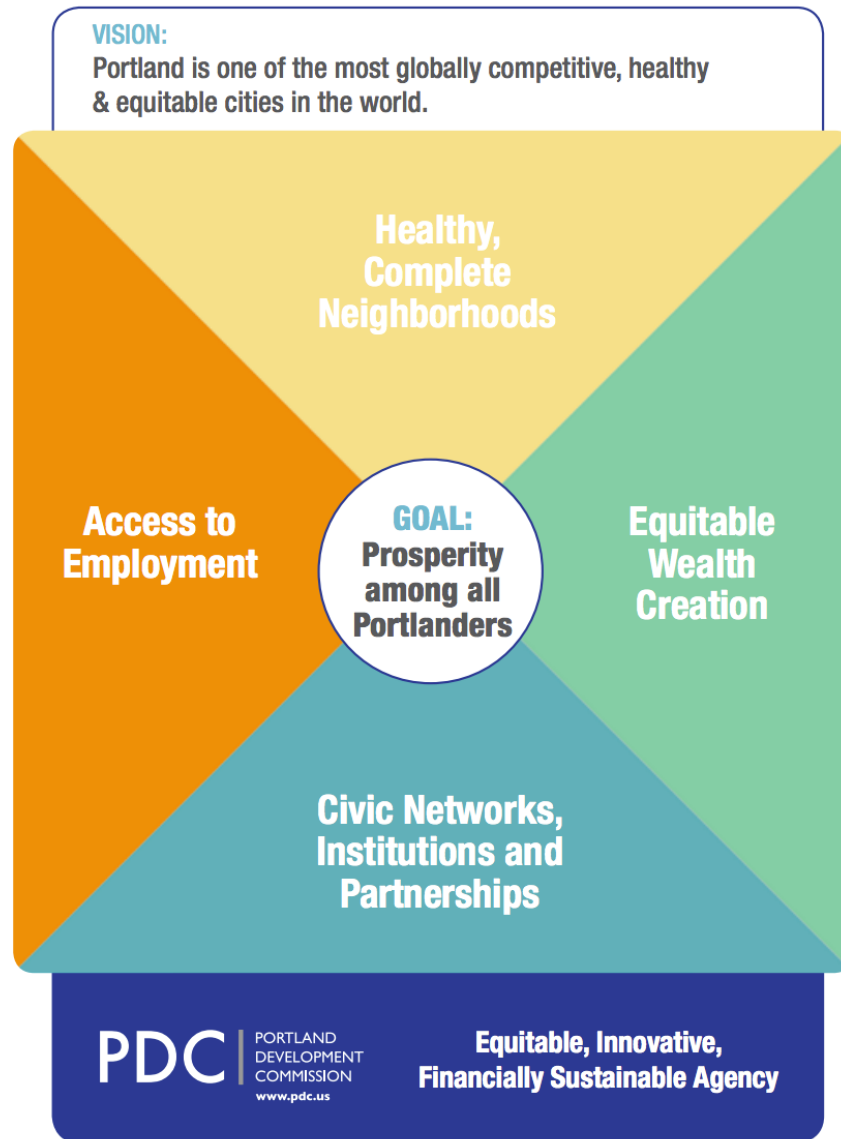 VISION:
Portland is one of the most globally competitive, healthy
& equitable cities in the world.
Healthy,
Complete
Neighborhoods
Access to
Employment
GOAL:
Prosperity
among all
Portlanders
Equitable
Wealth
Creation
Civic Networks,
Institutions and
Partnerships
PDC
PORTLAND
DEVELOPMENT
COMMISSION
www.pdc.us
Equitable, Innovative,
Financially Sustainable Agency